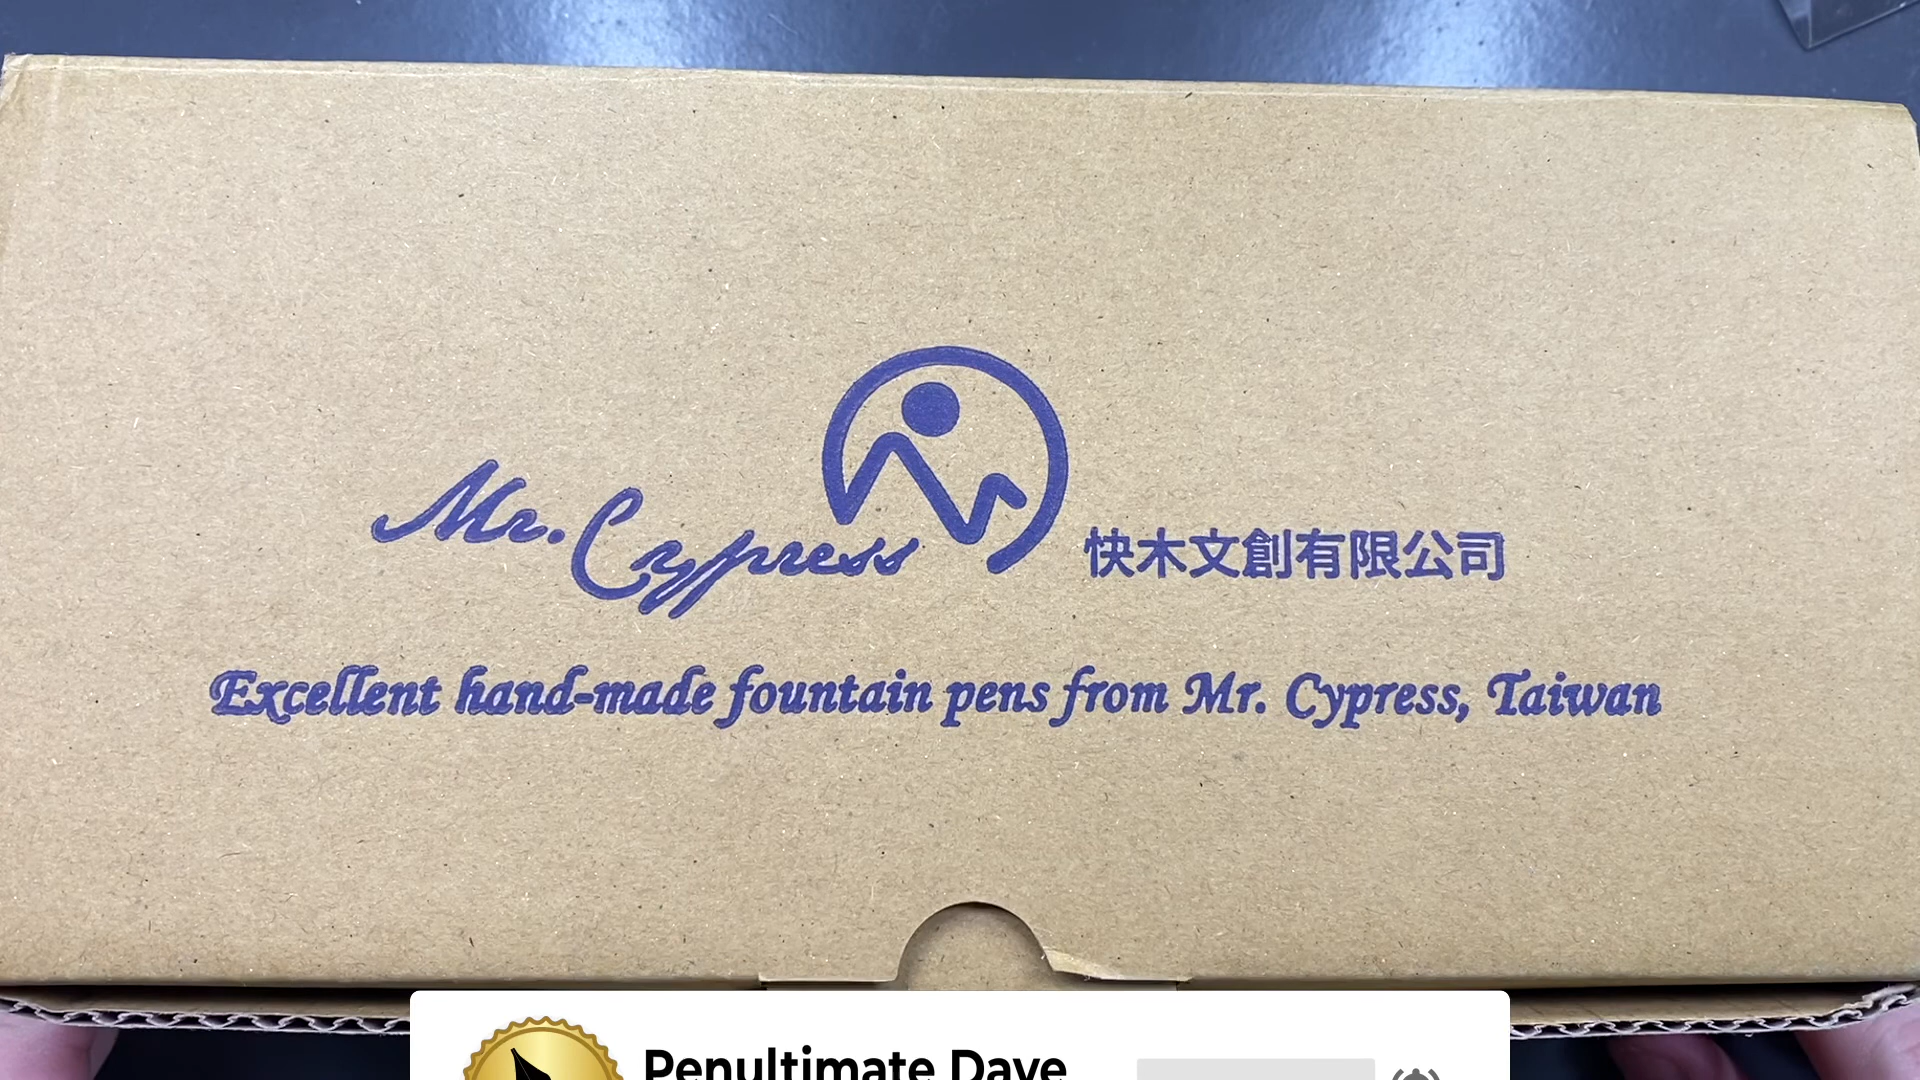 Mr. Cypress
快木文創有限公司
Excellent hand-made fountain pens from Mr. Cypress, Taiwan
Penultimate Dave